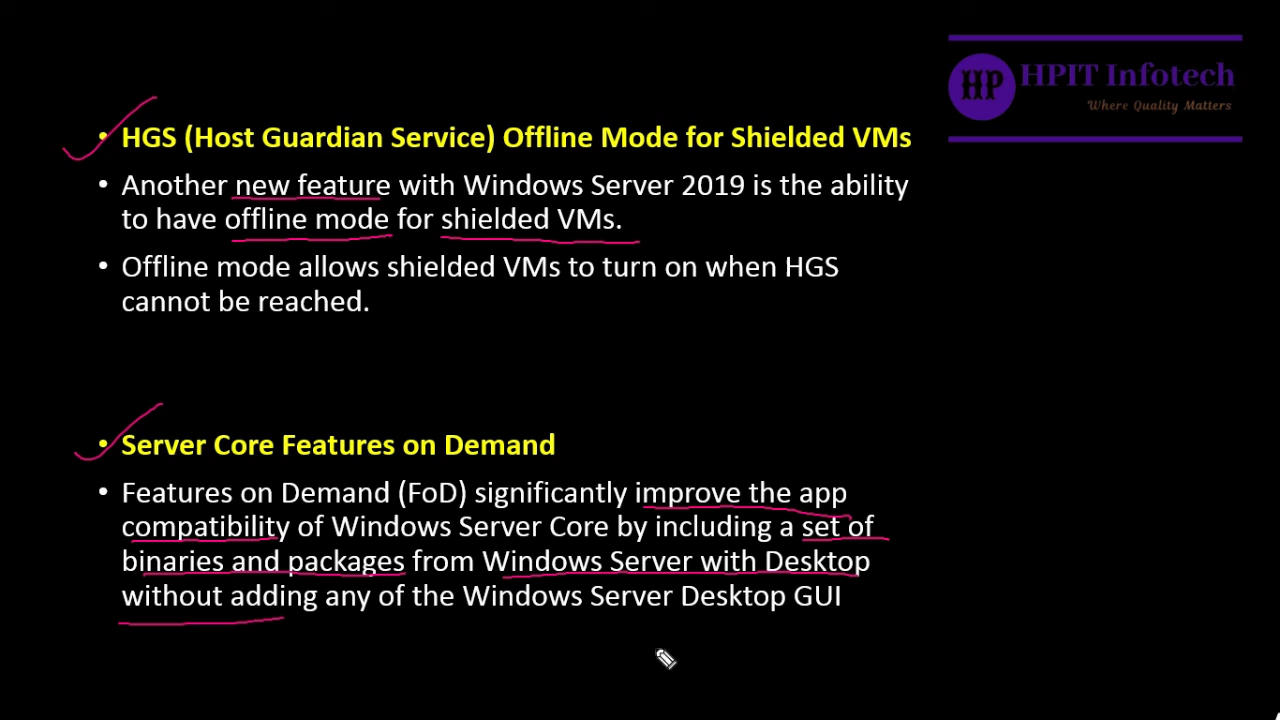 HP HPIT Infotech
Where Quality Matters
• HGS (Host Guardian Service) Offline Mode for Shielded VMs
• Another new feature with Windows Server 2019 is the ability
to have offline mode for shielded VMs.
• Offline mode allows shielded VMs to turn on when HGS
cannot be reached.
• Server Core Features on Demand
• Features on Demand (FoD) significantly improve the app
compatibility of Windows Server Core by including a set of
binaries and packages from Windows Server with Desktop
without adding any of the Windows Server Desktop GUI